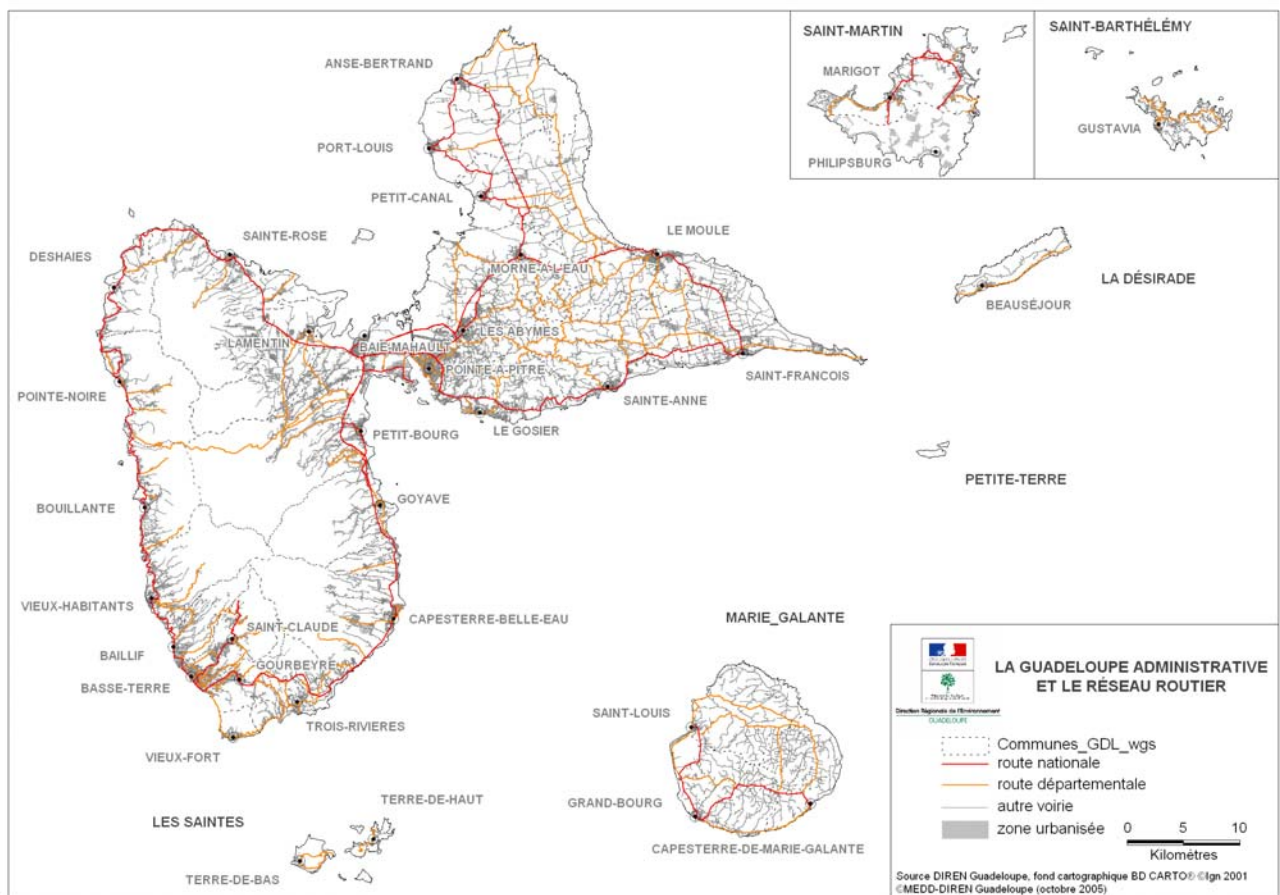 SAINT-MARTIN
SAINT-BARTHÉLÉMY
ANSE-BERTRAND
MARIGOT
GUSTAVIA
PORT-LOUIS
PHILIPSBURG
PETIT-CANAL
SAINTE-ROSE
LE MOULE
DESHAIES
MORNE-A-L'EAU
LA DÉSIRADE
BEAUSÉJOUR
LES ABYMES
LAMENTIN
BAIE-MAHAULT
POINTE-A-PITRE
SAINT-FRANCOIS
POINTE-NOIRE
SAINTE-ANNE
PETIT-BOURG
LE GOSIER
PETITE-TERRE
GOYAVE
BOUILLANTE
VIEUX-HABITANTS
CAPESTERRE-BELLE-EAU
MARIE_GALANTE
SAINT-CLAUDE
BAILLIF
GOURBEYRE
BASSE-TERRE
TROIS-RIVIERES
SAINT-LOUIS
VIEUX-FORT
TERRE-DE-HAUT
GRAND-BOURG
LES SAINTES
CAPESTERRE-DE-MARIE-GALANTE
TERRE-DE-BAS
LA GUADELOUPE ADMINISTRATIVE
ET LE RÉSEAU ROUTIER
Direction Régionale de l'Environnement
GUADELOUPE
Communes_GDL_wgs
route nationale
route départementale
autre voirie
zone urbanisée
0 5 10
Kilomètres
Source DIREN Guadeloupe, fond cartographique BD CARTO® ©Ign 2001
©MEDD-DIREN Guadeloupe (octobre 2005)